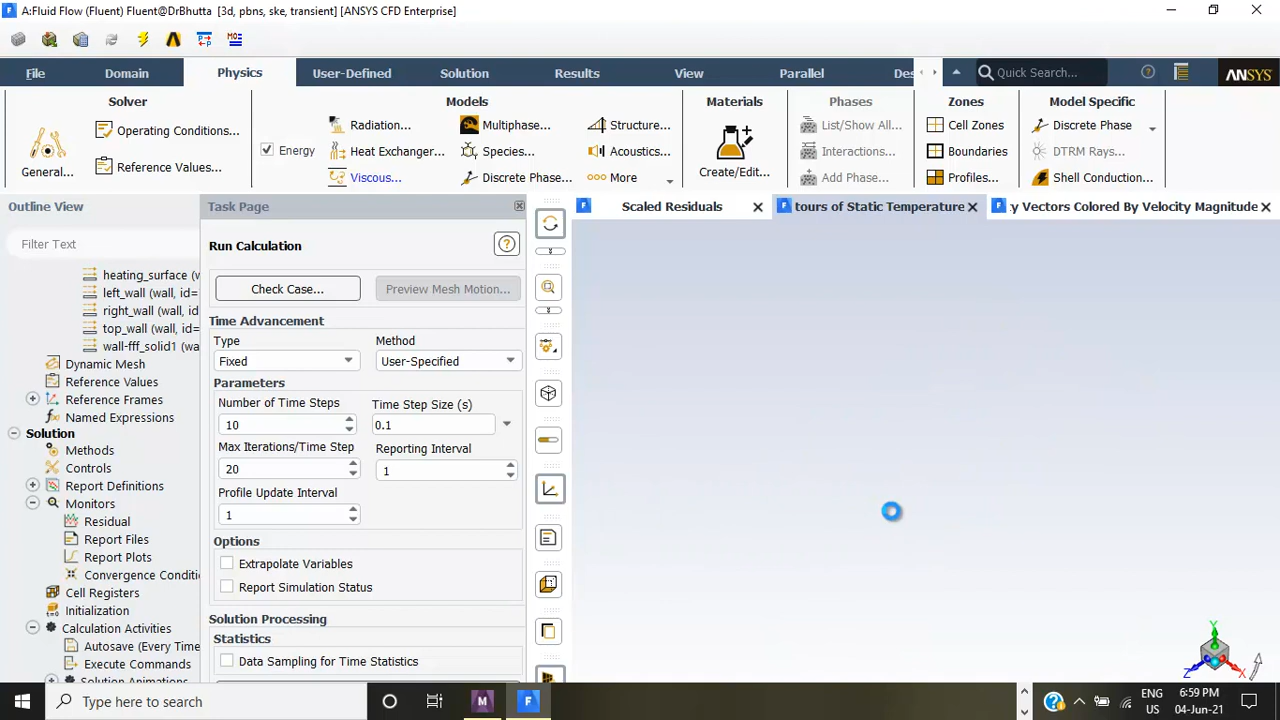 A:Fluid Flow (Fluent) Fluent@DrBhutta [3d, pbns, ske, transient] [ANSYS CFD Enterprise]
File Domain Physics User-Defined Solution Results View Parallel Des Quick Search... ANSYS
Solver Models Materials Phases Zones Model Specific
Operating Conditions... Radiation... Multiphase... Structure... List/Show All... Cell Zones Discrete Phase
Energy Heat Exchanger... Species... Acoustics... Interactions... Boundaries DTRM Rays...
General... Reference Values... Viscous... Discrete Phase... More Create/Edit... Add Phase... Profiles... Shell Conduction...
Outline View Task Page Scaled Residuals tours of Static Temperature y Vectors Colored By Velocity Magnitude
Filter Text
heating_surface (w
left_wall (wall, id=
right_wall (wall, id=
top_wall (wall, id=
wall-fff_solid1 (wa
Dynamic Mesh
Reference Values
Reference Frames
Named Expressions
Solution
Methods
Controls
Report Definitions
Monitors
Residual
Report Files
Report Plots
Convergence Conditi
Cell Registers
Initialization
Calculation Activities
Autosave (Every Time
Execute Commands
Solution Animations
Run Calculation
Check Case... Preview Mesh Motion...
Time Advancement
Type Method
Fixed User-Specified
Parameters
Number of Time Steps Time Step Size (s)
10 0.1
Max Iterations/Time Step Reporting Interval
20 1
Profile Update Interval
1
Options
Extrapolate Variables
Report Simulation Status
Solution Processing
Statistics
Data Sampling for Time Statistics
Y
Z X
Type here to search
ENG
US
6:59 PM
04-Jun-21